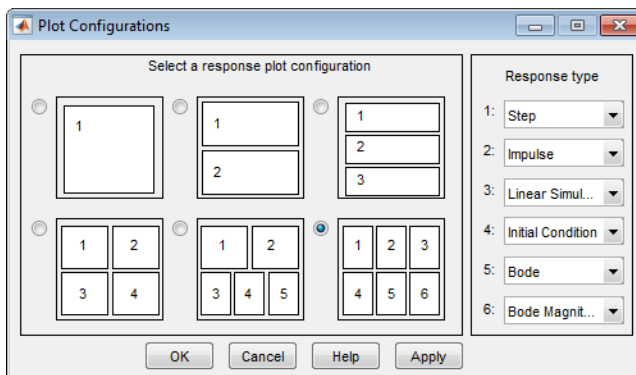 Plot Configurations
Select a response plot configuration
1
1
2
1
2
3
1 2
3 4
1 2
3 4 5
1 2 3
4 5 6
Response type
1: Step
2: Impulse
3: Linear Simul...
4: Initial Condition
5: Bode
6: Bode Magnit...
OK Cancel Help Apply